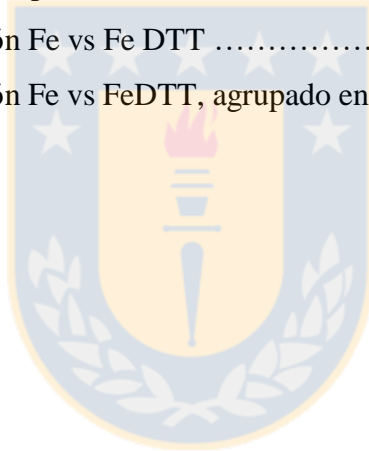 ón Fe vs Fe DTT ……………
ón Fe vs FeDTT, agrupado en